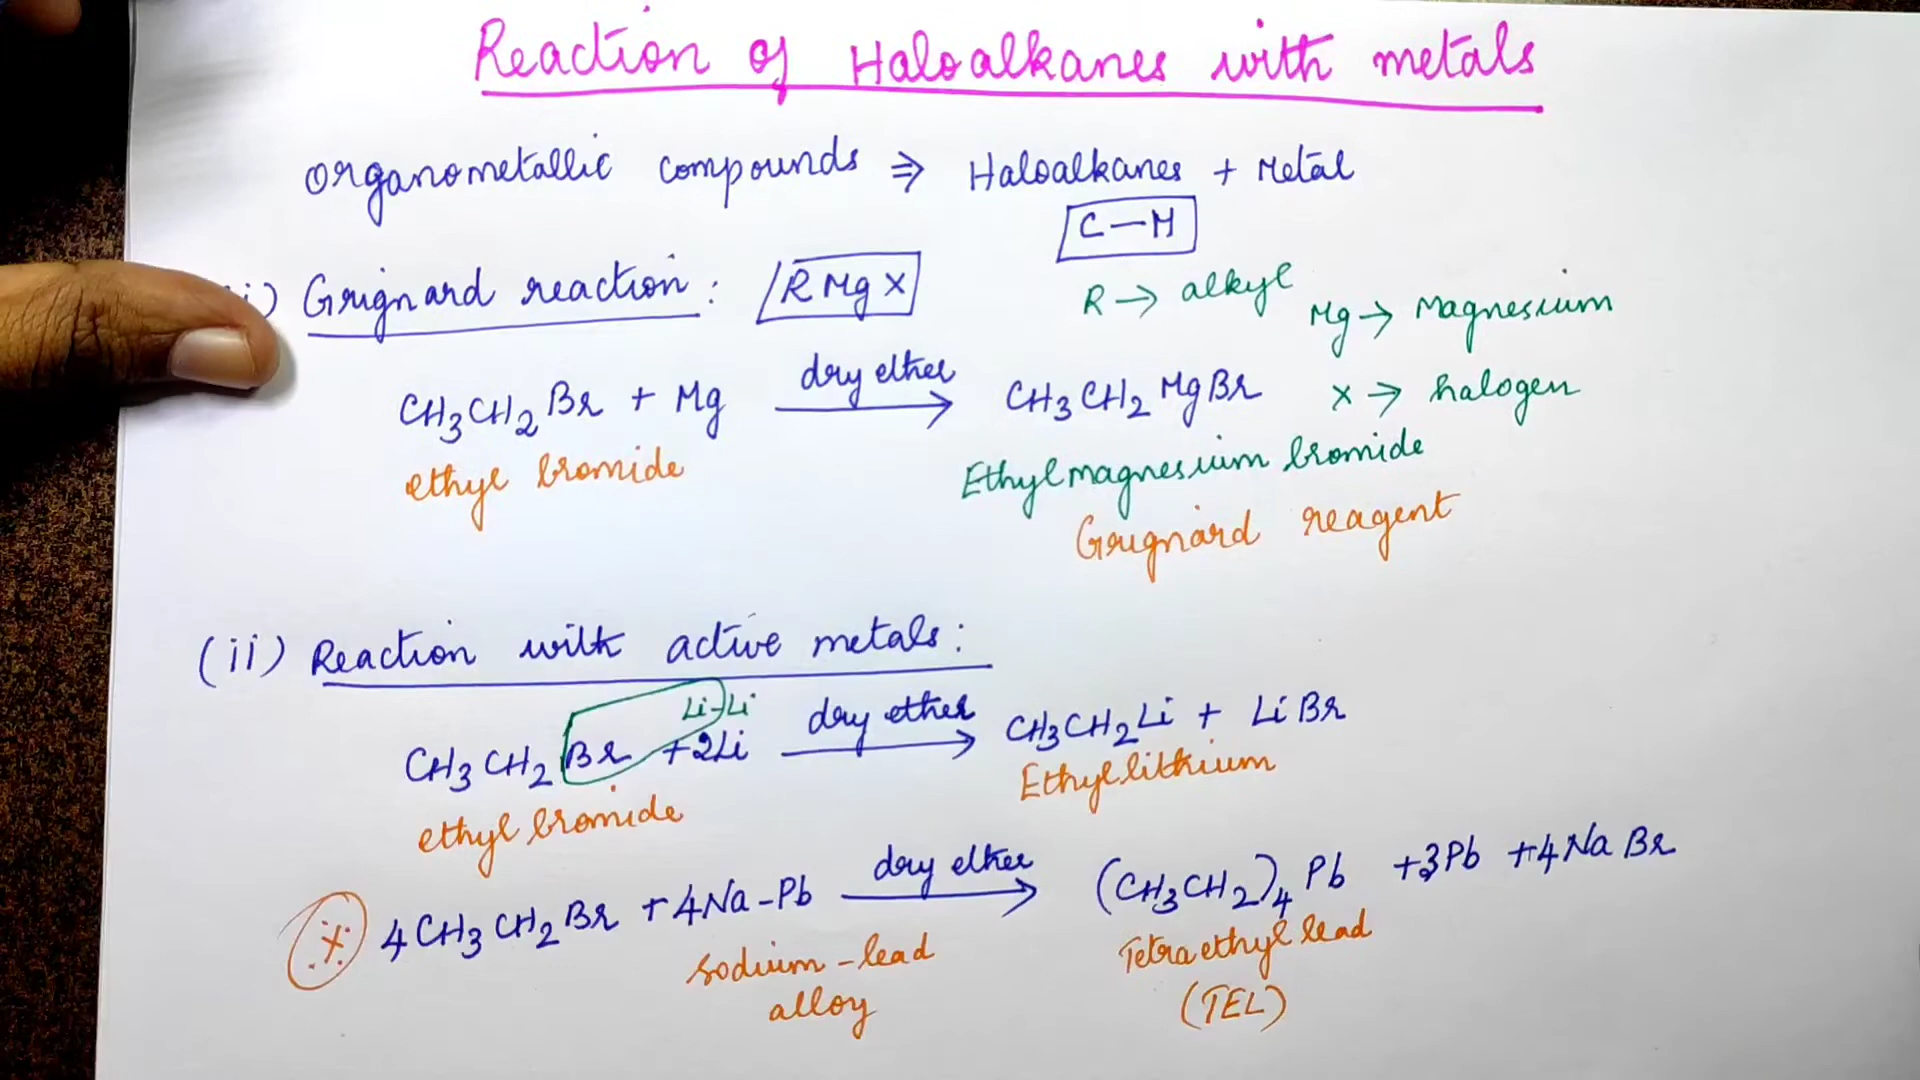 Reaction of Haloalkanes with metals
Organometallic compounds ⇒ Haloalkanes + Metal
C—M
i) Grignard reaction : RMgX
R → alkyl
Mg → Magnesium
X → halogen
CH₃CH₂Br + Mg dry ether → CH₃CH₂MgBr
ethyl bromide
Ethylmagnesium bromide
Grignard reagent
(ii) Reaction with active metals :
Li-Li
CH₃CH₂Br + 2Li dry ether → CH₃CH₂Li + LiBr
ethyl bromide
Ethyllithium
4CH₃CH₂Br + 4Na-Pb dry ether → (CH₃CH₂)₄Pb + 3Pb + 4NaBr
sodium-lead
alloy
Tetraethyl lead
(TEL)